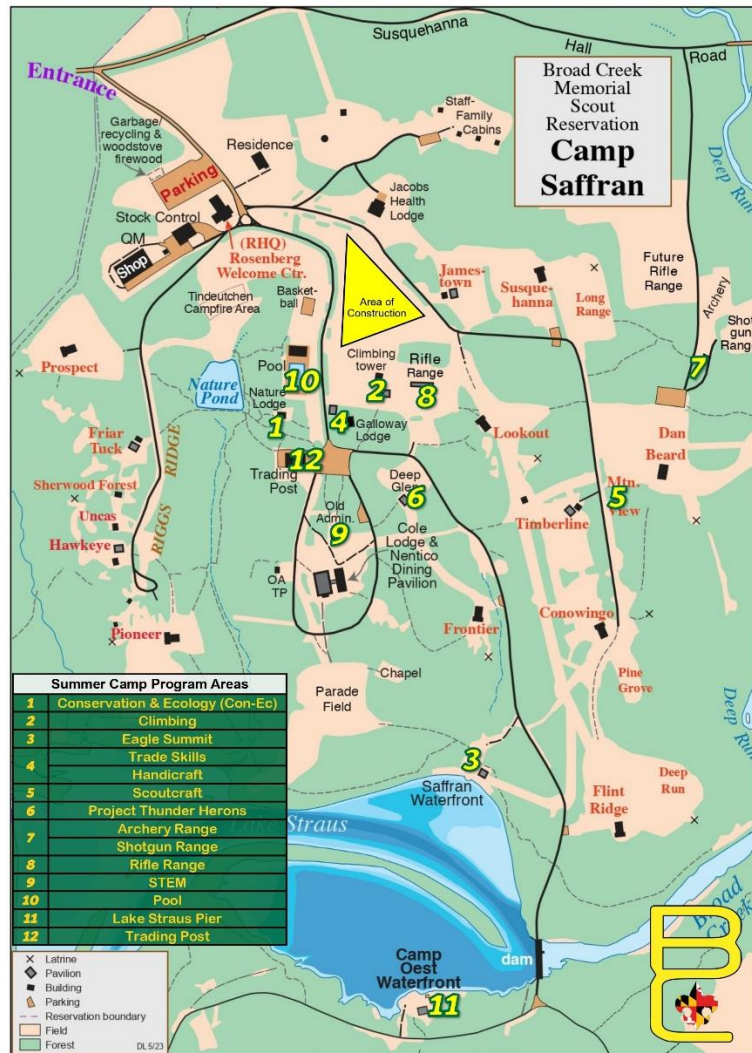 Susquehanna
Hall
Road
Entrance
Broad Creek
Memorial
Scout
Reservation
Camp
Saffran
Deep Run
Garbage/
recycling &
woodstove
firewood
Residence
Staff-
Family
Cabins
Parking
Stock Control
QM
Shop
(RHQ)
Rosenberg
Welcome Ctr.
Jacobs
Health Lodge
Tindeutchen
Campfire Area
Basket-
ball
Area of
Construction
James-
town
Susque-
hanna
Long
Range
Future
Rifle
Range
Archery
Shot
gun
Range
7
Prospect
Nature
Pond
Pool
10
Nature
Lodge
1
Climbing
tower
2
Rifle
Range
8
4
Galloway
Lodge
Lookout
Dan
Beard
Friar
Tuck
Sherwood Forest
Uncas
Hawkeye
RIGGS RIDGE
Trading
Post
12
Deep
Glen
6
Mtn.
View
5
Timberline
Old
Admin.
9
Cole
Lodge &
Nentico
Dining
Pavilion
OA
TP
Pioneer
Frontier
Conowingo
Pine
Grove
Chapel
Parade
Field
3
Saffran
Waterfront
Flint
Ridge
Deep
Run
Lake Straus
Summer Camp Program Areas
1 Conservation & Ecology (Con-Ec)
2 Climbing
3 Eagle Summit
4 Trade Skills
Handicraft
5 Scoutcraft
6 Project Thunder Herons
7 Archery Range
Shotgun Range
8 Rifle Range
9 STEM
10 Pool
11 Lake Straus Pier
12 Trading Post
Camp
Oest
Waterfront
11
dam
Broad
Creek
BC
Latrine
Pavilion
Building
Parking
Reservation boundary
Field
Forest
DL 5/23